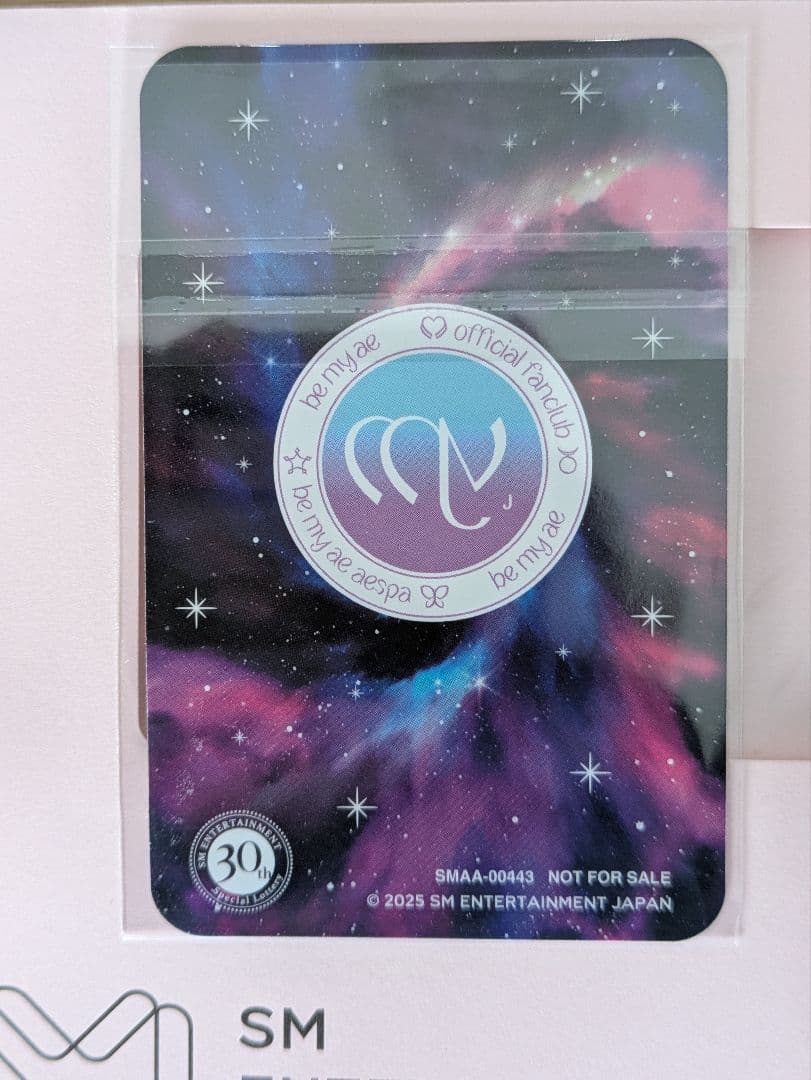 be my ae
official fanclub
be my ae
be my ae aespa
J
SM ENTERTAINMENT
30th
Special Lottery
SMAA-00443 NOT FOR SALE
© 2025 SM ENTERTAINMENT JAPAN
SM